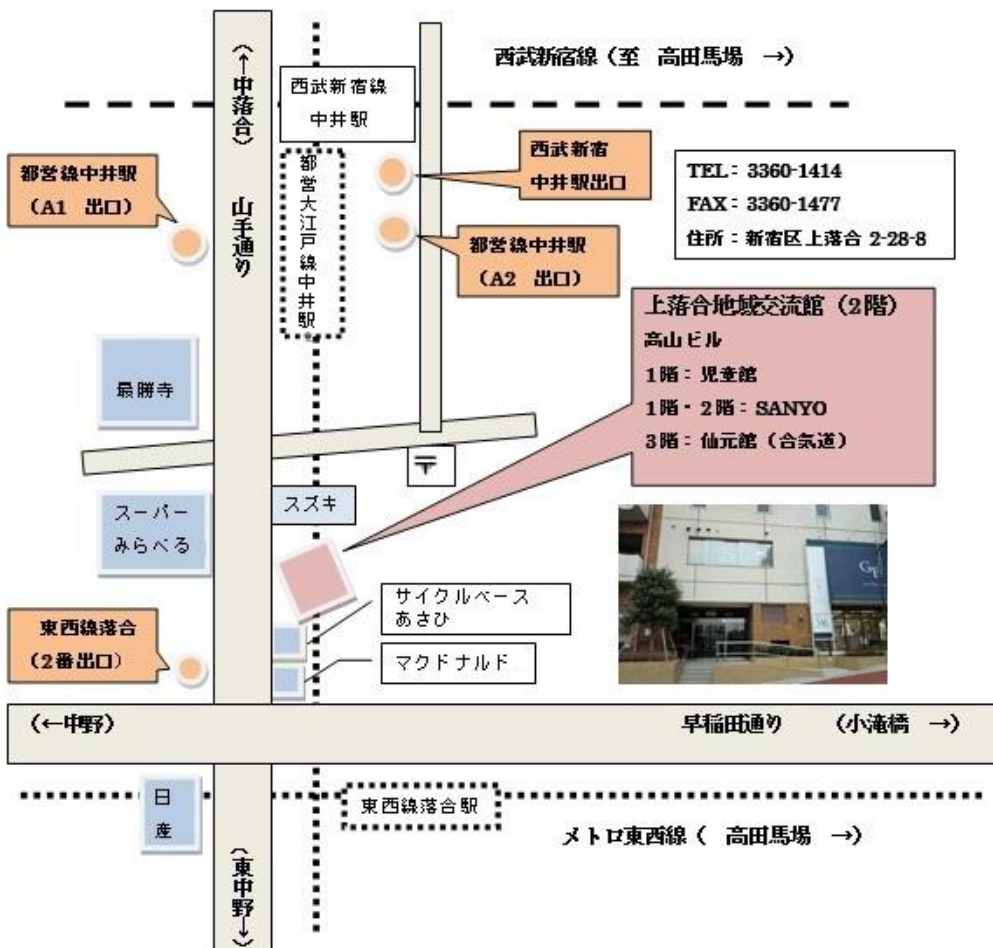 西武新宿線（至　高田馬場　→）
（←中落合）
山手通り
西武新宿線
中井駅
都営大江戸線中井駅
都営線中井駅
（A1　出口）
西武新宿
中井駅出口
都営線中井駅
（A2　出口）
TEL：3360-1414
FAX：3360-1477
住所：新宿区上落合 2-28-8
上落合地域交流館（2階）
高山ビル
1階：児童館
1階・2階：SANYO
3階：仙元館（合気道）
最勝寺
〒
スズキ
スーパー
みらべる
サイクルベース
あさひ
マクドナルド
東西線落合
（2番出口）
（←中野）
早稲田通り　（小滝橋　→）
日産
東西線落合駅
メトロ東西線（　高田馬場　→）
（東中野→）